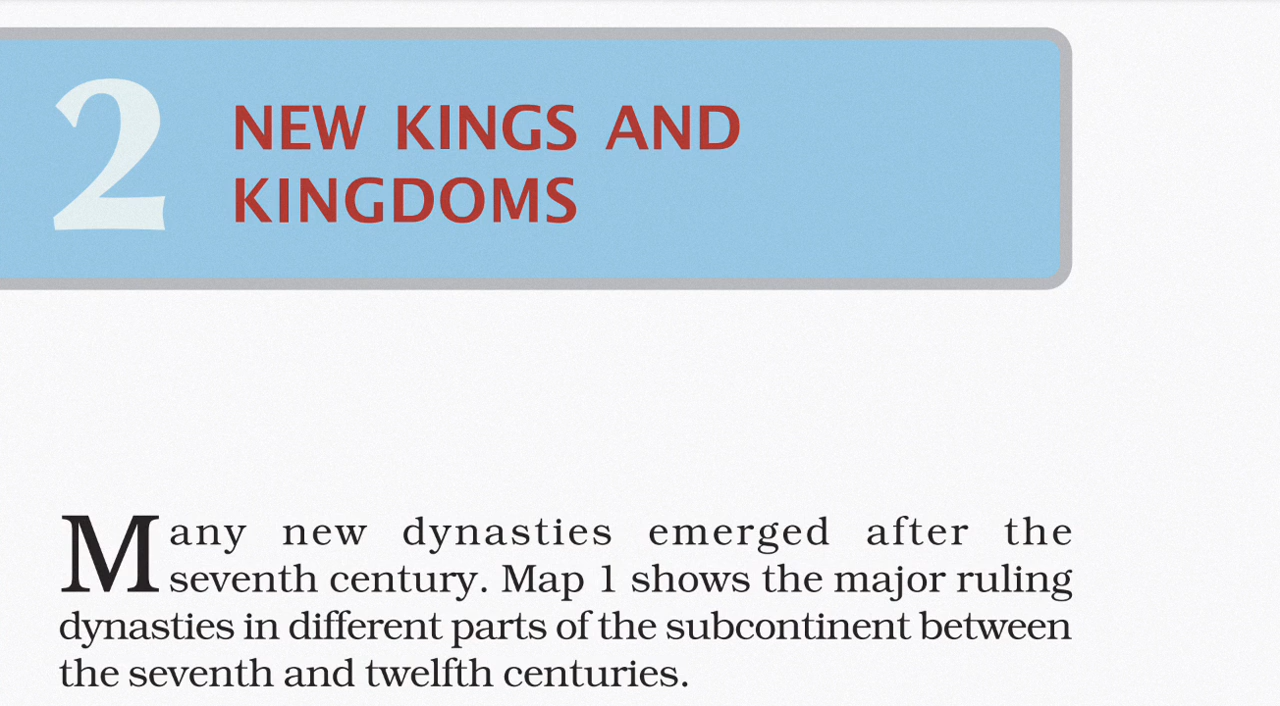 2
NEW KINGS AND
KINGDOMS
Many new dynasties emerged after the
seventh century. Map 1 shows the major ruling
dynasties in different parts of the subcontinent between
the seventh and twelfth centuries.